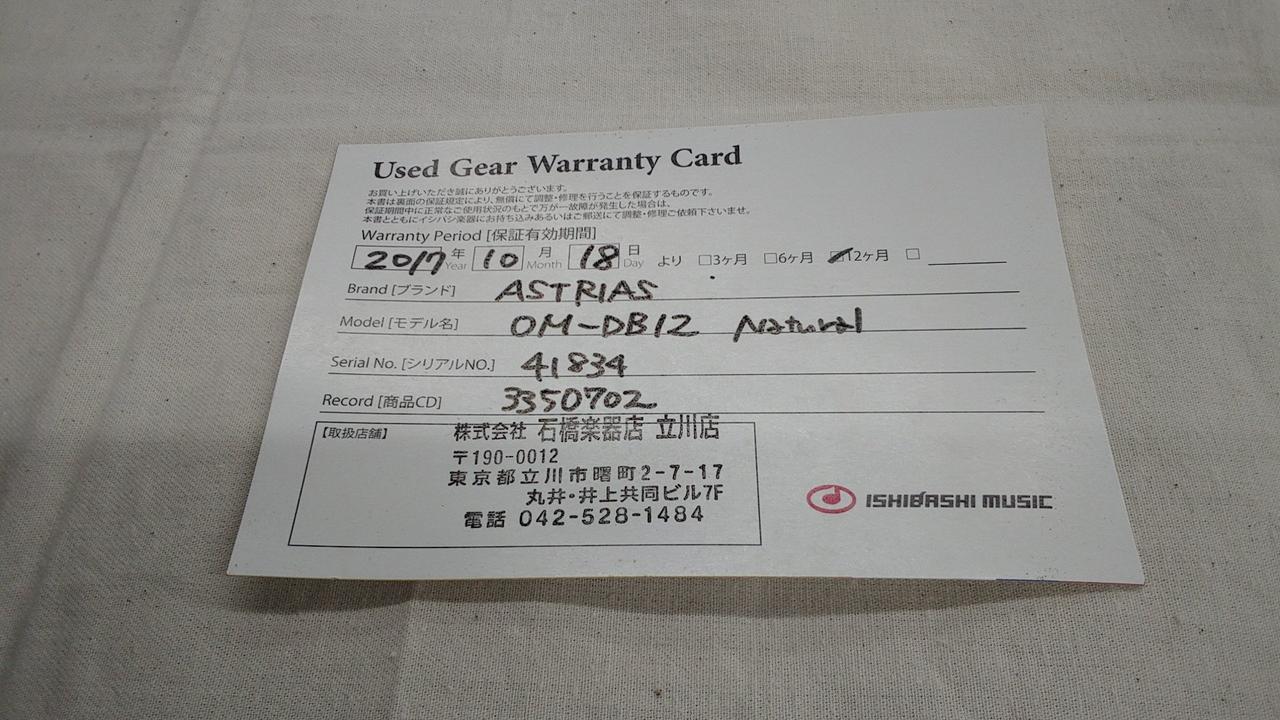 Used Gear Warranty Card
お買い上げいただき誠にありがとうございます。
本書は裏面の保証規定により、無償にて調整・修理を行うことを保証するものです。
保証期間中に正常なご使用状況のもとで万が一故障が発生した場合は、
本書とともにイシバシ楽器にお持ち込みあるいはご郵送にて調整・修理ご依頼下さいませ。
Warranty Period [保証有効期間]
2017 年 Year 10 月 Month 18 日 Day より □3ヶ月 □6ヶ月 ☑12ヶ月 □
Brand [ブランド] ASTRIAS
Model [モデル名] OM-DB12 Natural
Serial No. [シリアルNO.] 41834
Record [商品CD] 3350702
【取扱店舗】 株式会社 石橋楽器店 立川店
〒190-0012
東京都立川市曙町2-7-17
丸井・井上共同ビル7F
電話 042-528-1484
ISHIBASHI MUSIC